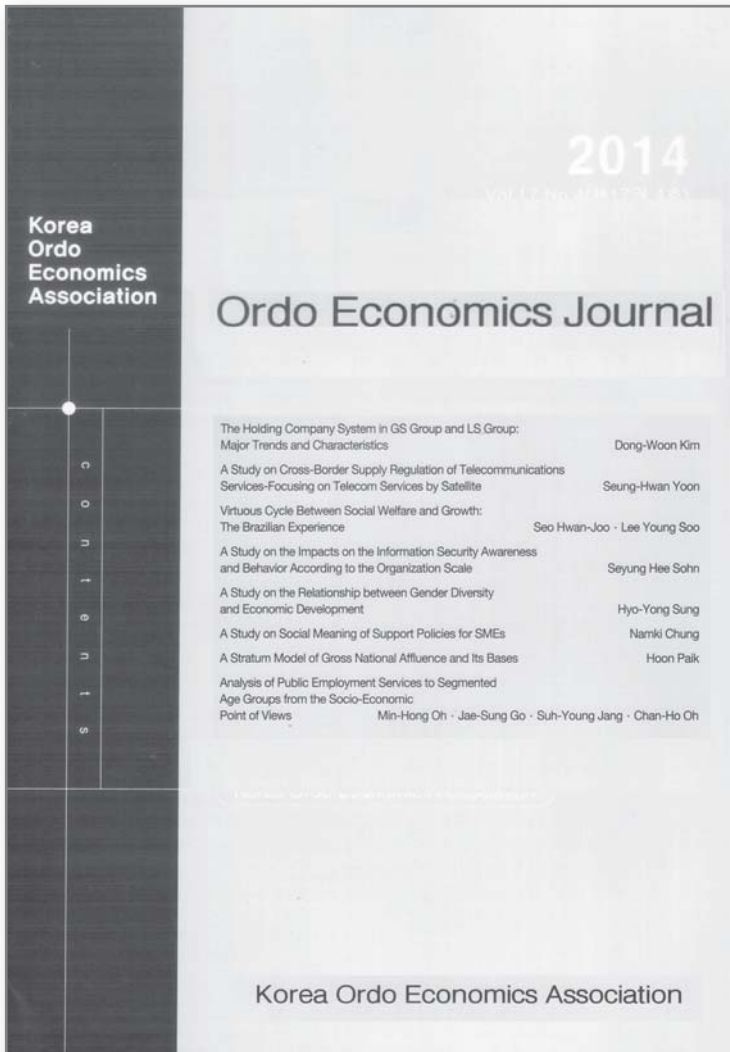 2014
Korea
Ordo
Economics
Association
Ordo Economics Journal
contents
The Holding Company System in GS Group and LS Group:
Major Trends and Characteristics Dong-Woon Kim
A Study on Cross-Border Supply Regulation of Telecommunications
Services-Focusing on Telecom Services by Satellite Seung-Hwan Yoon
Virtuous Cycle Between Social Welfare and Growth:
The Brazilian Experience Seo Hwan-Joo · Lee Young Soo
A Study on the Impacts on the Information Security Awareness
and Behavior According to the Organization Scale Seyung Hee Sohn
A Study on the Relationship between Gender Diversity
and Economic Development Hyo-Yong Sung
A Study on Social Meaning of Support Policies for SMEs Namki Chung
A Stratum Model of Gross National Affluence and Its Bases Hoon Paik
Analysis of Public Employment Services to Segmented
Age Groups from the Socio-Economic
Point of Views Min-Hong Oh · Jae-Sung Go · Suh-Young Jang · Chan-Ho Oh
Korea Ordo Economics Association